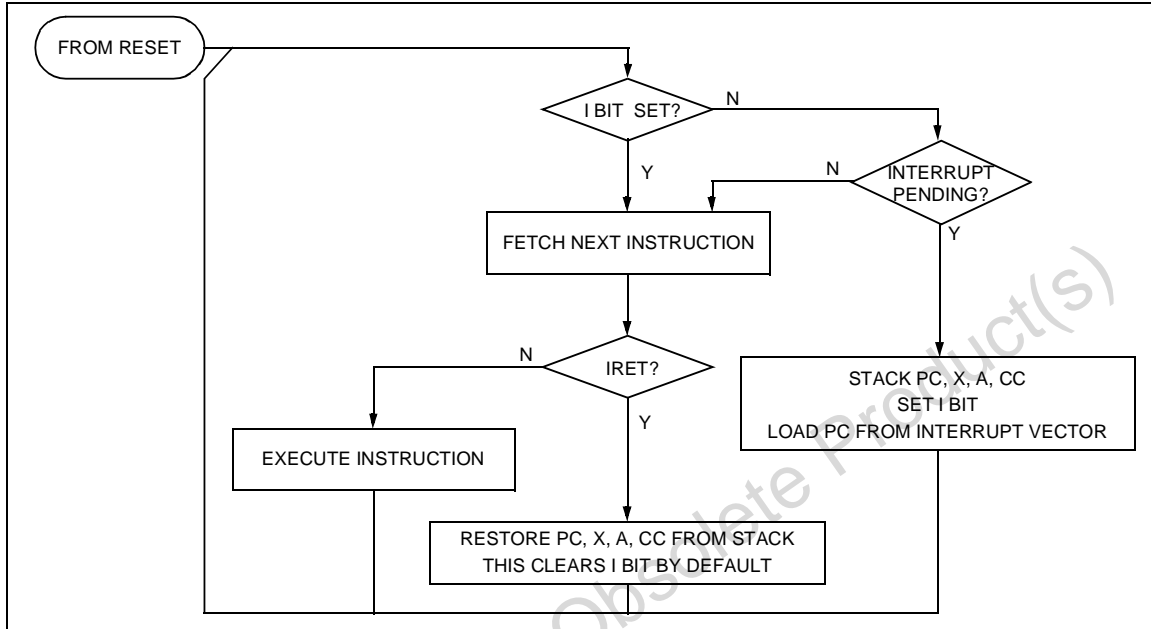 FROM RESET
I BIT SET?
N
Y
N
INTERRUPT
PENDING?
Y
FETCH NEXT INSTRUCTION
N
IRET?
Y
STACK PC, X, A, CC
SET I BIT
LOAD PC FROM INTERRUPT VECTOR
EXECUTE INSTRUCTION
RESTORE PC, X, A, CC FROM STACK
THIS CLEARS I BIT BY DEFAULT
Obsolete Product(s)